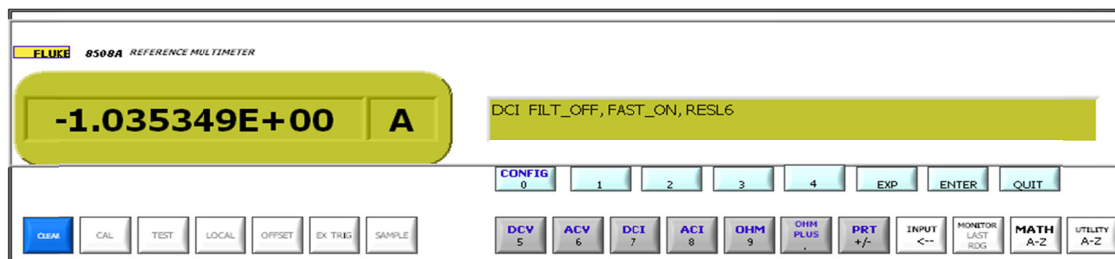 FLUKE 8508A REFERENCE MULTIMETER
-1.035349E+00 A
DCI FILT_OFF, FAST_ON, RESL6
CONFIG 0 1 2 3 4 EXP ENTER QUIT
CLEAR CAL TEST LOCAL OFFSET EX TRIG SAMPLE
DCV ACV DCI ACI OHM OHM PLUS PRT INPUT MONITOR LAST RDG MATH UTILITY
5 6 7 8 9 . +/- <-- A-Z A-Z